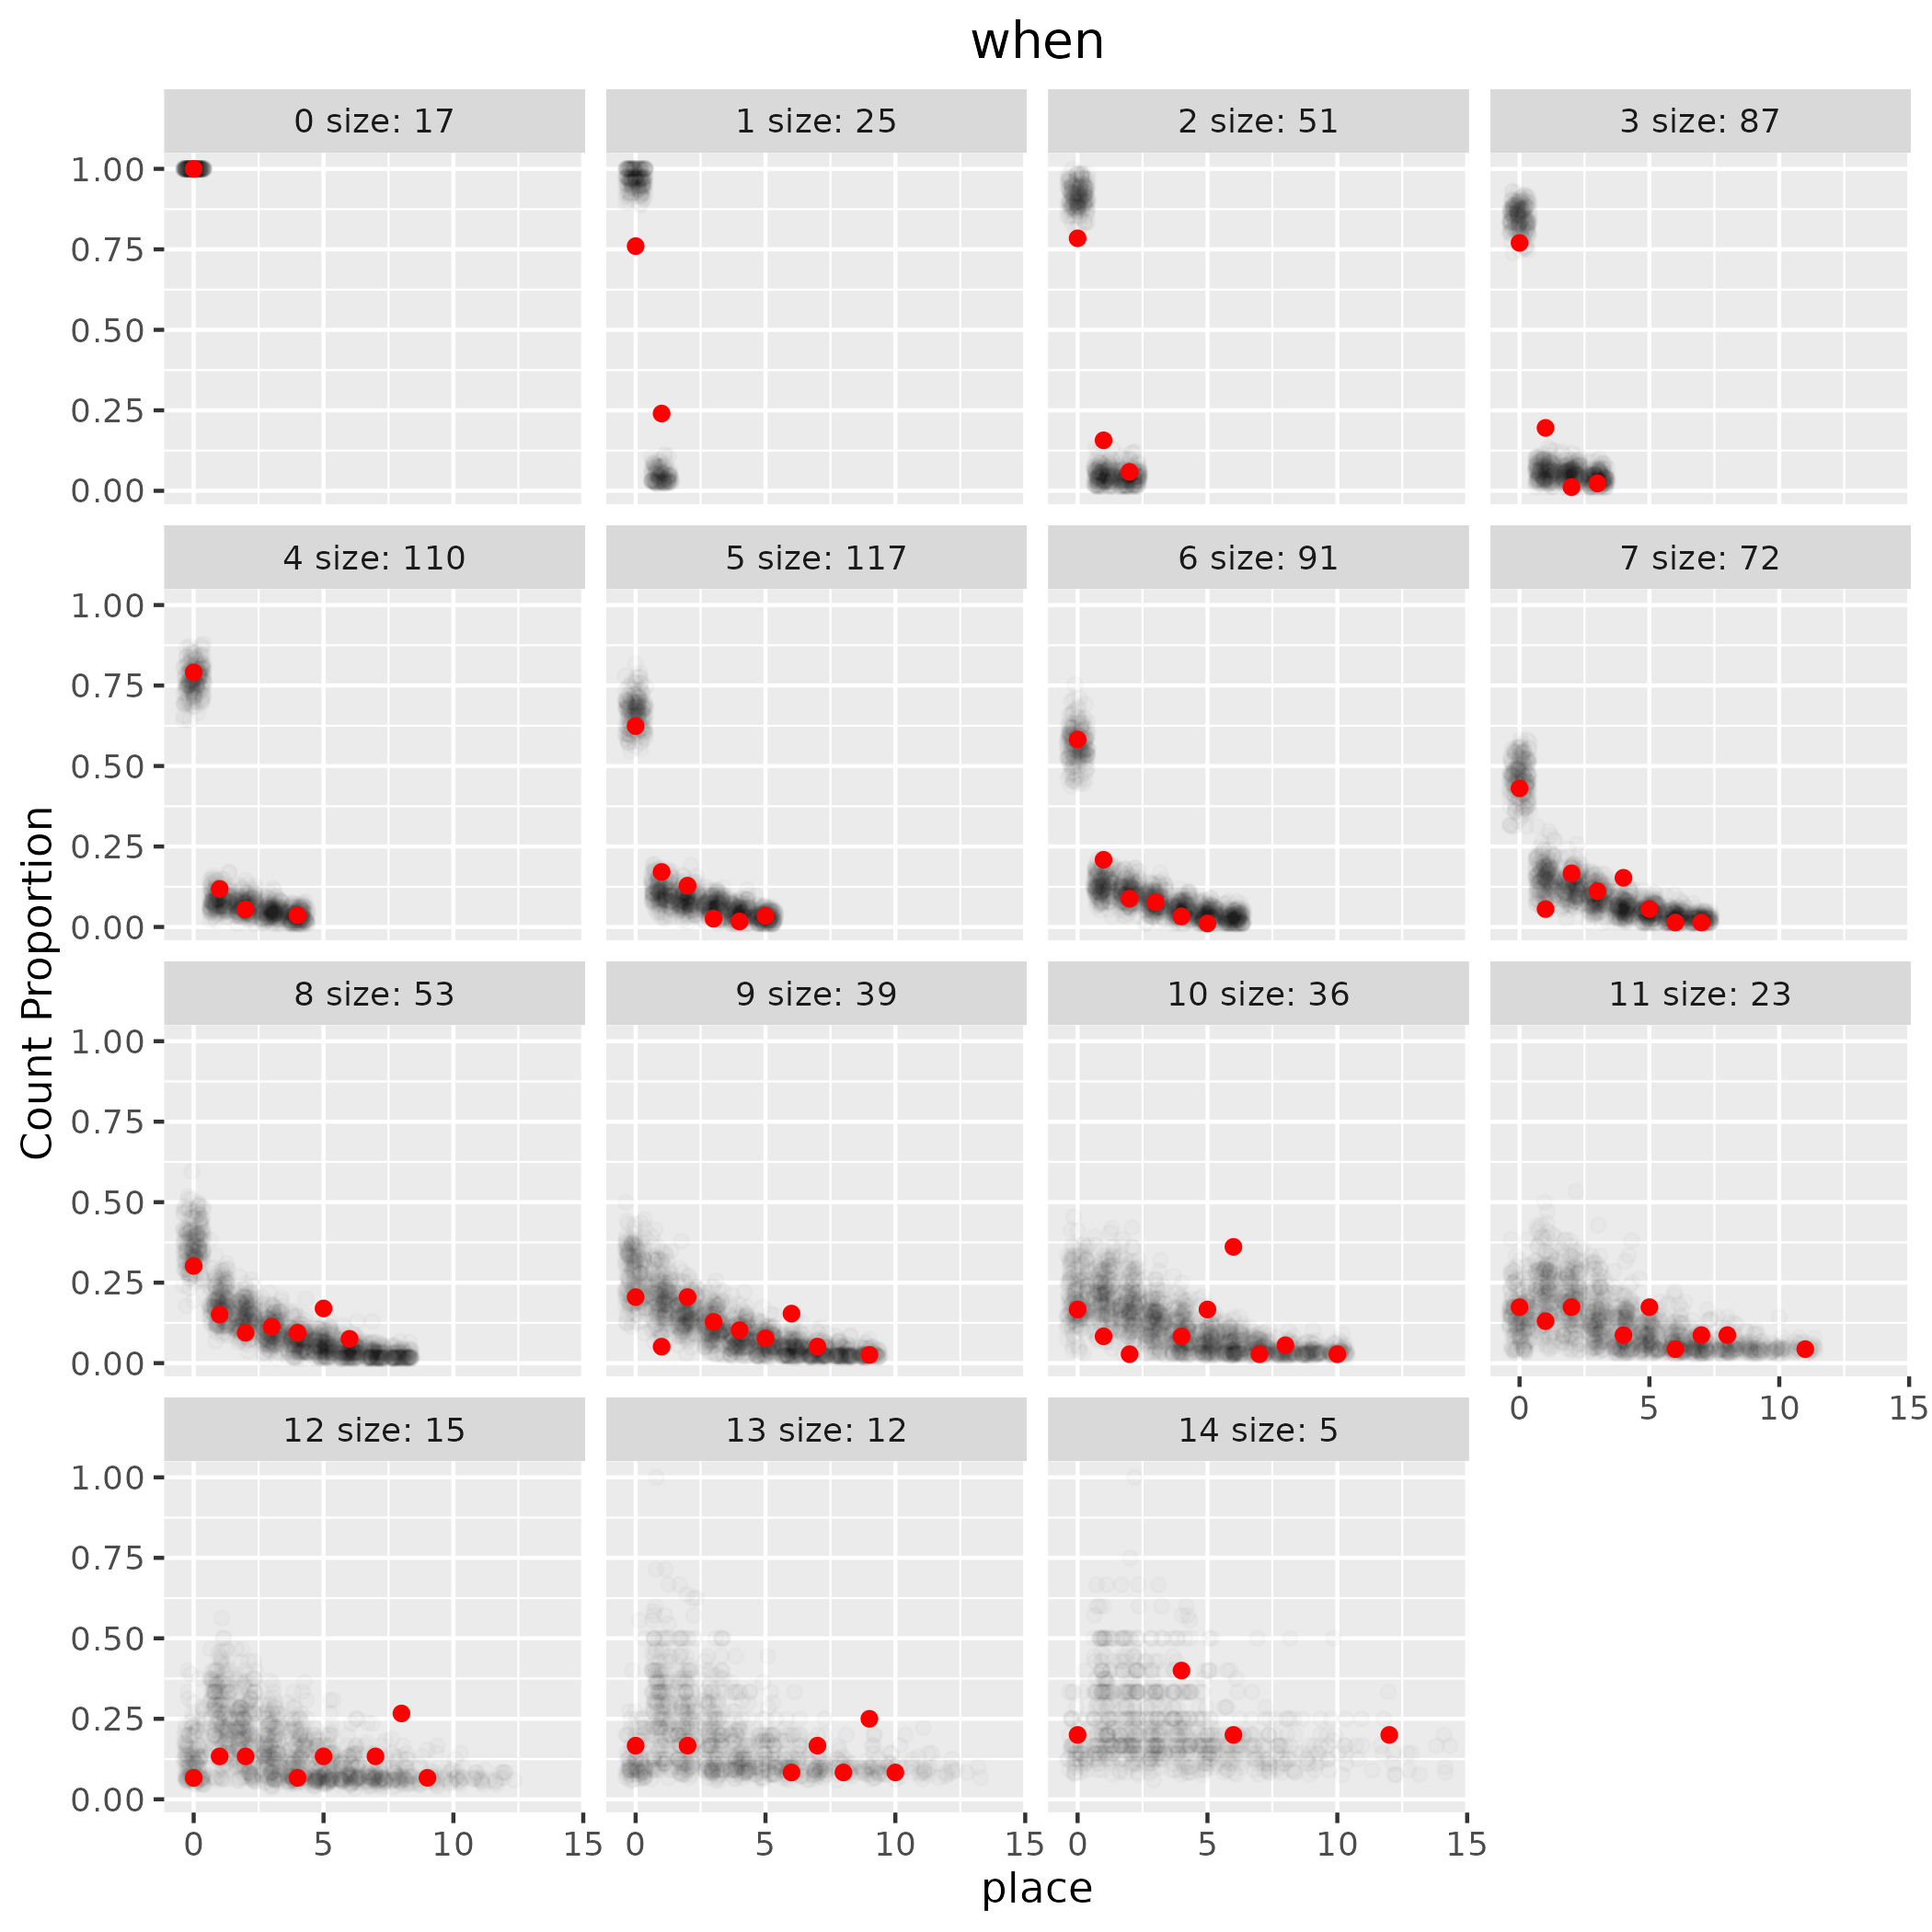 when
0 size: 17
1 size: 25
2 size: 51
3 size: 87
1.00
0.75
0.50
0.25
0.00
4 size: 110
5 size: 117
6 size: 91
7 size: 72
1.00
0.75
0.50
0.25
0.00
Count Proportion
8 size: 53
9 size: 39
10 size: 36
11 size: 23
1.00
0.75
0.50
0.25
0.00
0 5 10 15
12 size: 15
13 size: 12
14 size: 5
1.00
0.75
0.50
0.25
0.00
0 5 10 15
0 5 10 15
0 5 10 15
place